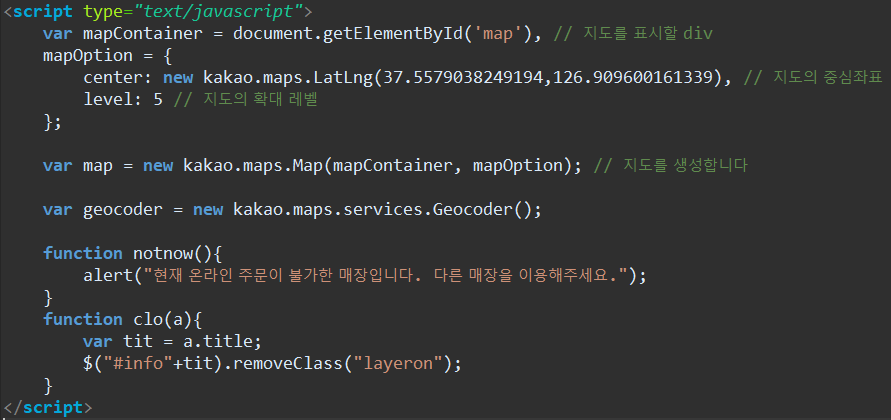 <script type="text/javascript">
var mapContainer = document.getElementById('map'), // 지도를 표시할 div
mapOption = {
center: new kakao.maps.LatLng(37.5579038249194,126.909600161339), // 지도의 중심좌표
level: 5 // 지도의 확대 레벨
};
var map = new kakao.maps.Map(mapContainer, mapOption); // 지도를 생성합니다
var geocoder = new kakao.maps.services.Geocoder();
function notnow(){
alert("현재 온라인 주문이 불가한 매장입니다. 다른 매장을 이용해주세요.");
}
function clo(a){
var tit = a.title;
$("#info"+tit).removeClass("layeron");
}
</script>